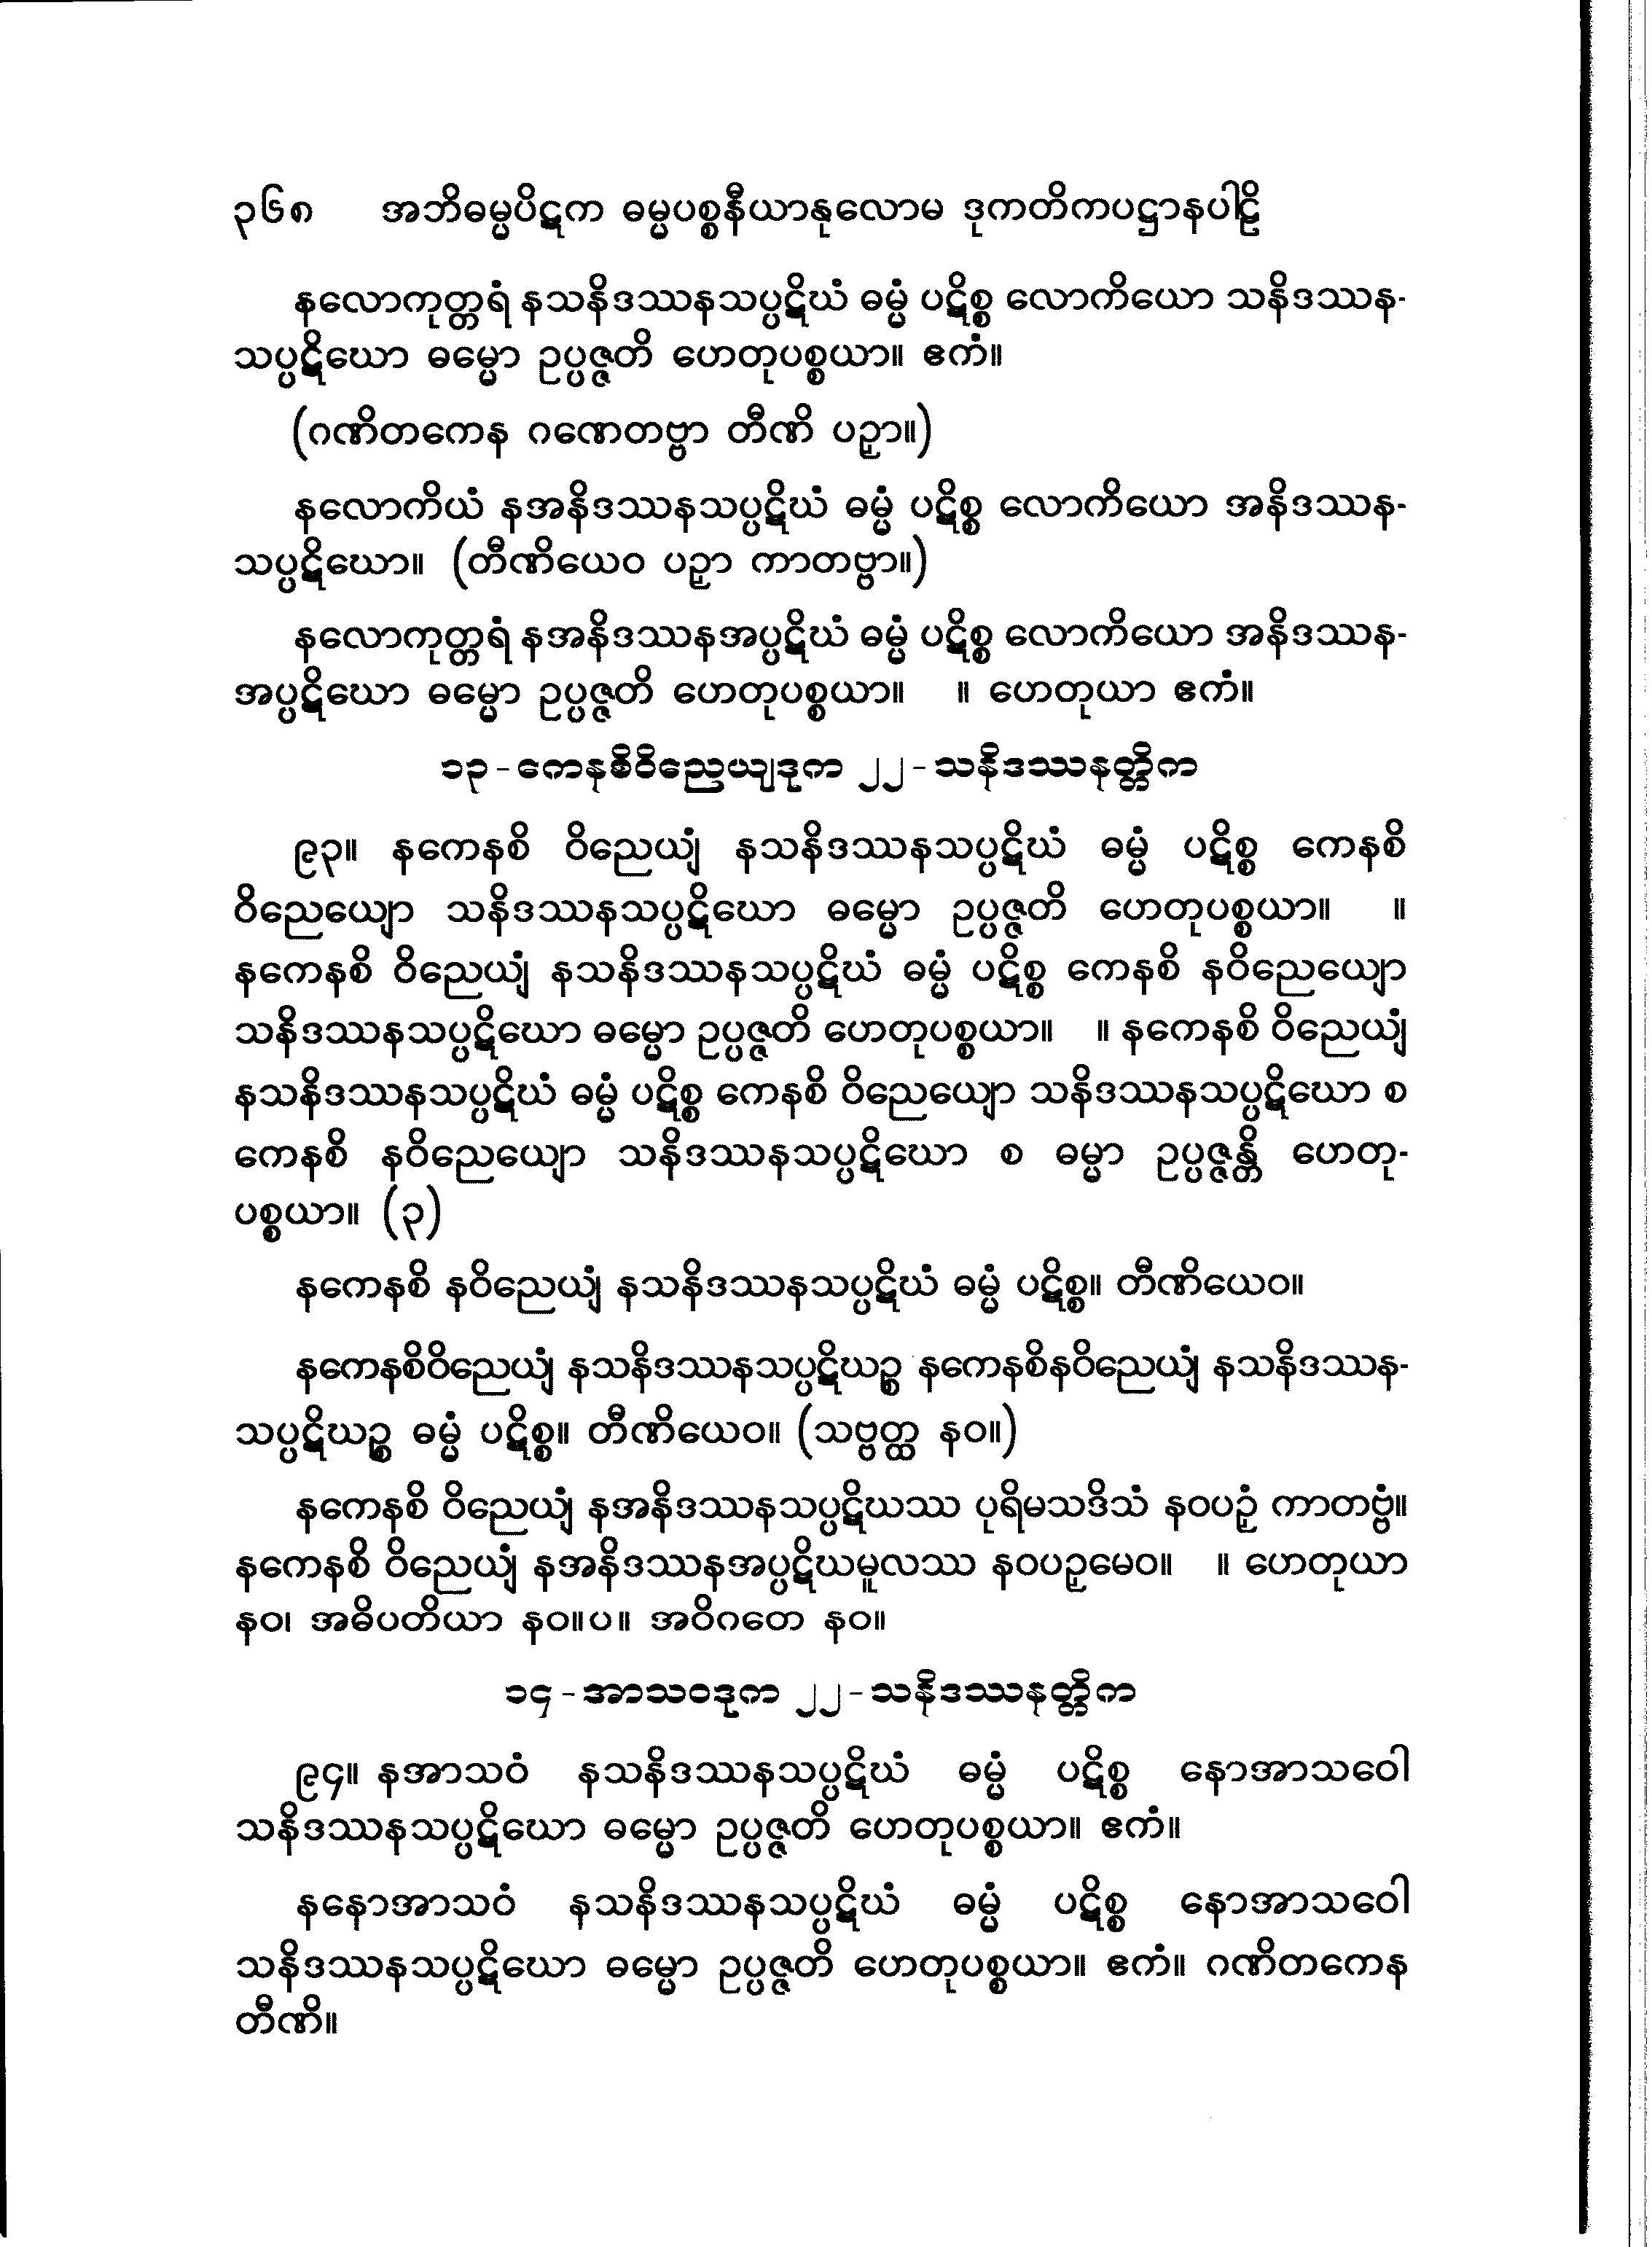 ၃၆၈ အဘိဓမ္မပိဋက ဓမ္မပစ္စနီယာနုလောမ ဒုကတိကပဋ္ဌာနပါဠိ
နလောကုတ္တရံ နသနိဒဿနသပ္ပဋိဃံ ဓမ္မံ ပဋိစ္စ လောကိယော သနိဒဿန-
သပ္ပဋိဃော ဓမ္မော ဥပ္ပဇ္ဇတိ ဟေတုပစ္စယာ။ ဧကံ။
(ဂဏိတကေန ဂဏေတဗ္ဗာ တီဏိ ပဉှာ။)
နလောကိယံ နအနိဒဿနသပ္ပဋိဃံ ဓမ္မံ ပဋိစ္စ လောကိယော အနိဒဿန-
သပ္ပဋိဃော။ (တီဏိယေဝ ပဉှာ ကာတဗ္ဗာ။)
နလောကုတ္တရံ နအနိဒဿနအပ္ပဋိဃံ ဓမ္မံ ပဋိစ္စ လောကိယော အနိဒဿန-
အပ္ပဋိဃော ဓမ္မော ဥပ္ပဇ္ဇတိ ဟေတုပစ္စယာ။ ။ ဟေတုယာ ဧကံ။
၁၃-ကေနစိဝိညေယျဒုက ၂၂-သနိဒဿနတ္တိက
၉၃။ နကေနစိ ဝိညေယျံ နသနိဒဿနသပ္ပဋိဃံ ဓမ္မံ ပဋိစ္စ ကေနစိ
ဝိညေယျော သနိဒဿနသပ္ပဋိဃော ဓမ္မော ဥပ္ပဇ္ဇတိ ဟေတုပစ္စယာ။ ။
နကေနစိ ဝိညေယျံ နသနိဒဿနသပ္ပဋိဃံ ဓမ္မံ ပဋိစ္စ ကေနစိ နဝိညေယျော
သနိဒဿနသပ္ပဋိဃော ဓမ္မော ဥပ္ပဇ္ဇတိ ဟေတုပစ္စယာ။ ။ နကေနစိ ဝိညေယျံ
နသနိဒဿနသပ္ပဋိဃံ ဓမ္မံ ပဋိစ္စ ကေနစိ ဝိညေယျော သနိဒဿနသပ္ပဋိဃော စ
ကေနစိ နဝိညေယျော သနိဒဿနသပ္ပဋိဃော စ ဓမ္မာ ဥပ္ပဇ္ဇန္တိ ဟေတု-
ပစ္စယာ။ (၃)
နကေနစိ နဝိညေယျံ နသနိဒဿနသပ္ပဋိဃံ ဓမ္မံ ပဋိစ္စ။ တီဏိယေဝ။
နကေနစိဝိညေယျံ နသနိဒဿနသပ္ပဋိဃဉ္စ နကေနစိနဝိညေယျံ နသနိဒဿန-
သပ္ပဋိဃဉ္စ ဓမ္မံ ပဋိစ္စ။ တီဏိယေဝ။ (သဗ္ဗတ္ထ နဝ။)
နကေနစိ ဝိညေယျံ နအနိဒဿနသပ္ပဋိဃဿ ပုရိမသဒိသံ နဝပဉှံ ကာတဗ္ဗံ။
နကေနစိ ဝိညေယျံ နအနိဒဿနအပ္ပဋိဃမူလဿ နဝပဉှမေဝ။ ။ ဟေတုယာ
နဝ၊ အဓိပတိယာ နဝ။ပ။ အဝိဂတေ နဝ။
၁၄-အာသဝဒုက ၂၂-သနိဒဿနတ္တိက
၉၄။ နအာသဝံ နသနိဒဿနသပ္ပဋိဃံ ဓမ္မံ ပဋိစ္စ နောအာသဝေါ
သနိဒဿနသပ္ပဋိဃော ဓမ္မော ဥပ္ပဇ္ဇတိ ဟေတုပစ္စယာ။ ဧကံ။
နနောအာသဝံ နသနိဒဿနသပ္ပဋိဃံ ဓမ္မံ ပဋိစ္စ နောအာသဝေါ
သနိဒဿနသပ္ပဋိဃော ဓမ္မော ဥပ္ပဇ္ဇတိ ဟေတုပစ္စယာ။ ဧကံ။ ဂဏိတကေန
တီဏိ။